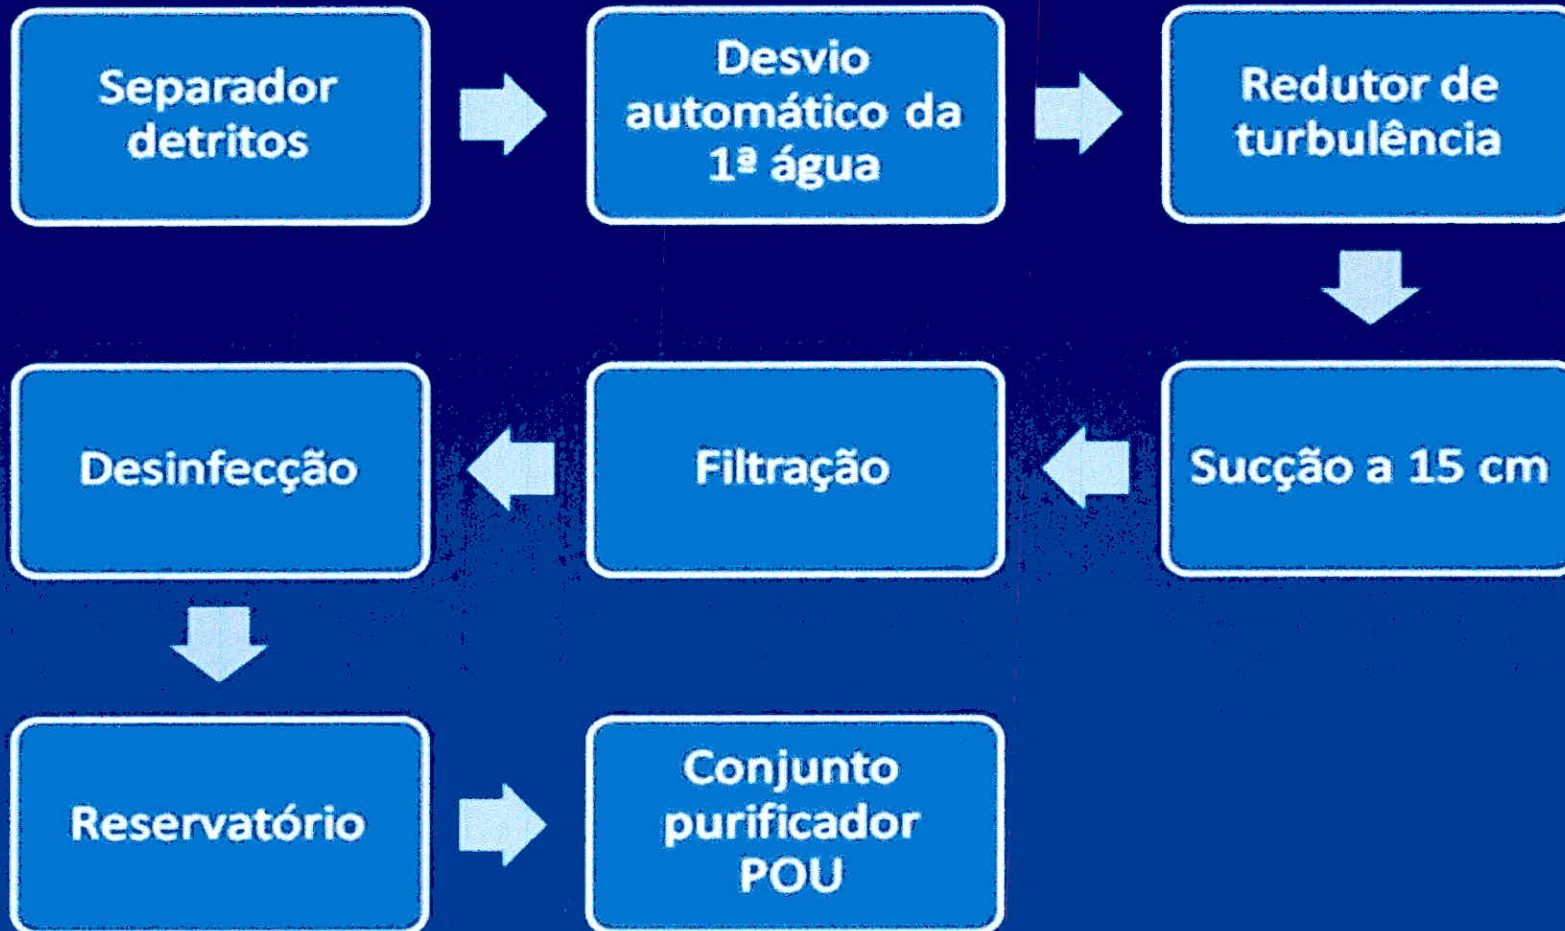 Separador
detritos
Desvio
automático da
1ª água
Redutor de
turbulência
Sucção a 15 cm
Filtração
Desinfecção
Reservatório
Conjunto
purificador
POU